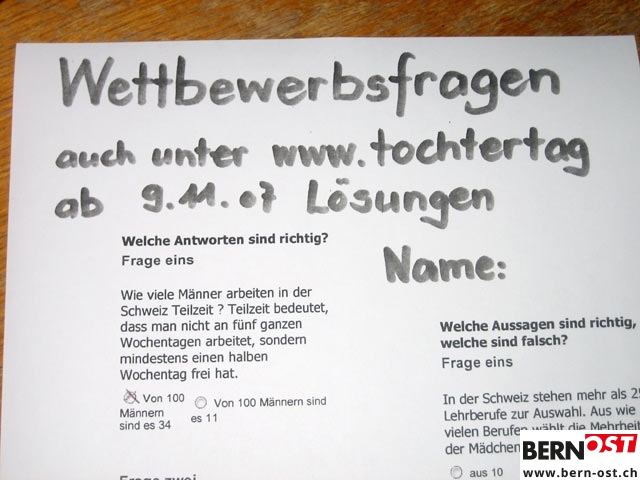 Wettbewerbsfragen
auch unter www.tochtertag
ab 9.11.07 Lösungen
Welche Antworten sind richtig?
Frage eins
Name:
Wie viele Männer arbeiten in der
Schweiz Teilzeit ? Teilzeit bedeutet,
dass man nicht an fünf ganzen
Wochentagen arbeitet, sondern
mindestens einen halben
Wochentag frei hat.
Von 100
Männern
sind es 34
Von 100 Männern sind
es 11
Welche Aussagen sind richtig,
welche sind falsch?
Frage eins
In der Schweiz stehen mehr als
Lehrberufe zur Auswahl. Aus wie
vielen Berufen wählt die Mehrheit
der Mädchen
aus 10
Frage zwei
BERNOST
www.bern-ost.ch